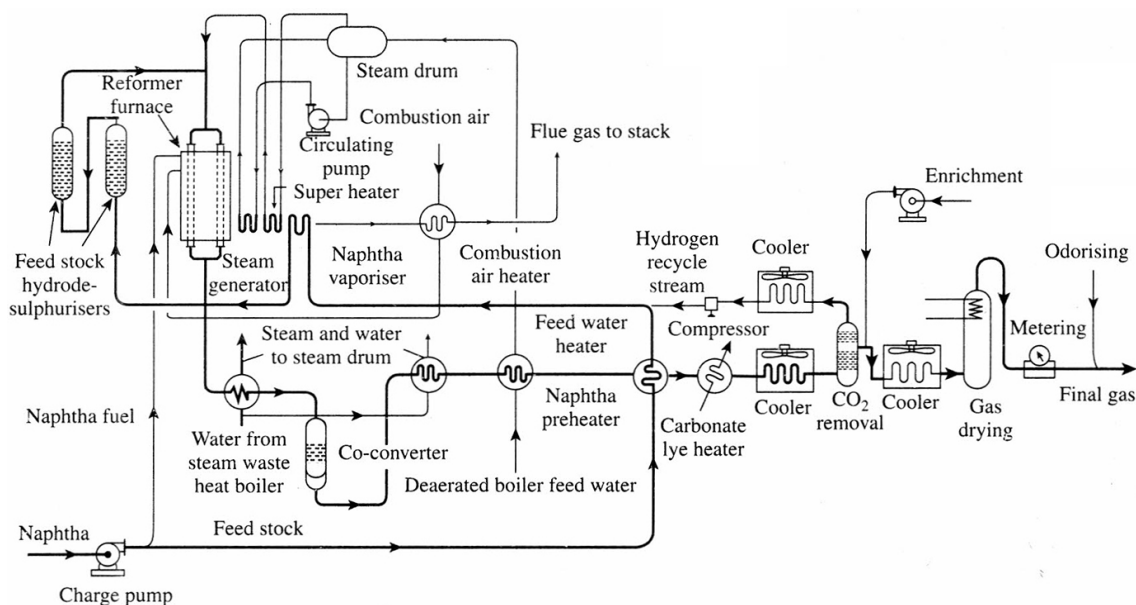 Steam drum
Reformer
furnace
Combustion air
Flue gas to stack
Circulating
pump
Super heater
Enrichment
Feed stock
hydrode-
sulphurisers
Steam
generator
Naphtha
vaporiser
Combustion
air heater
Hydrogen
recycle
stream
Cooler
Odorising
Steam and water
to steam drum
Feed water
heater
Compressor
Metering
Naphtha fuel
Water from
steam waste
heat boiler
Co-converter
Naphtha
preheater
Carbonate
lye heater
Cooler
CO2
removal
Cooler
Gas
drying
Final gas
Deaerated boiler feed water
Naphtha
Feed stock
Charge pump